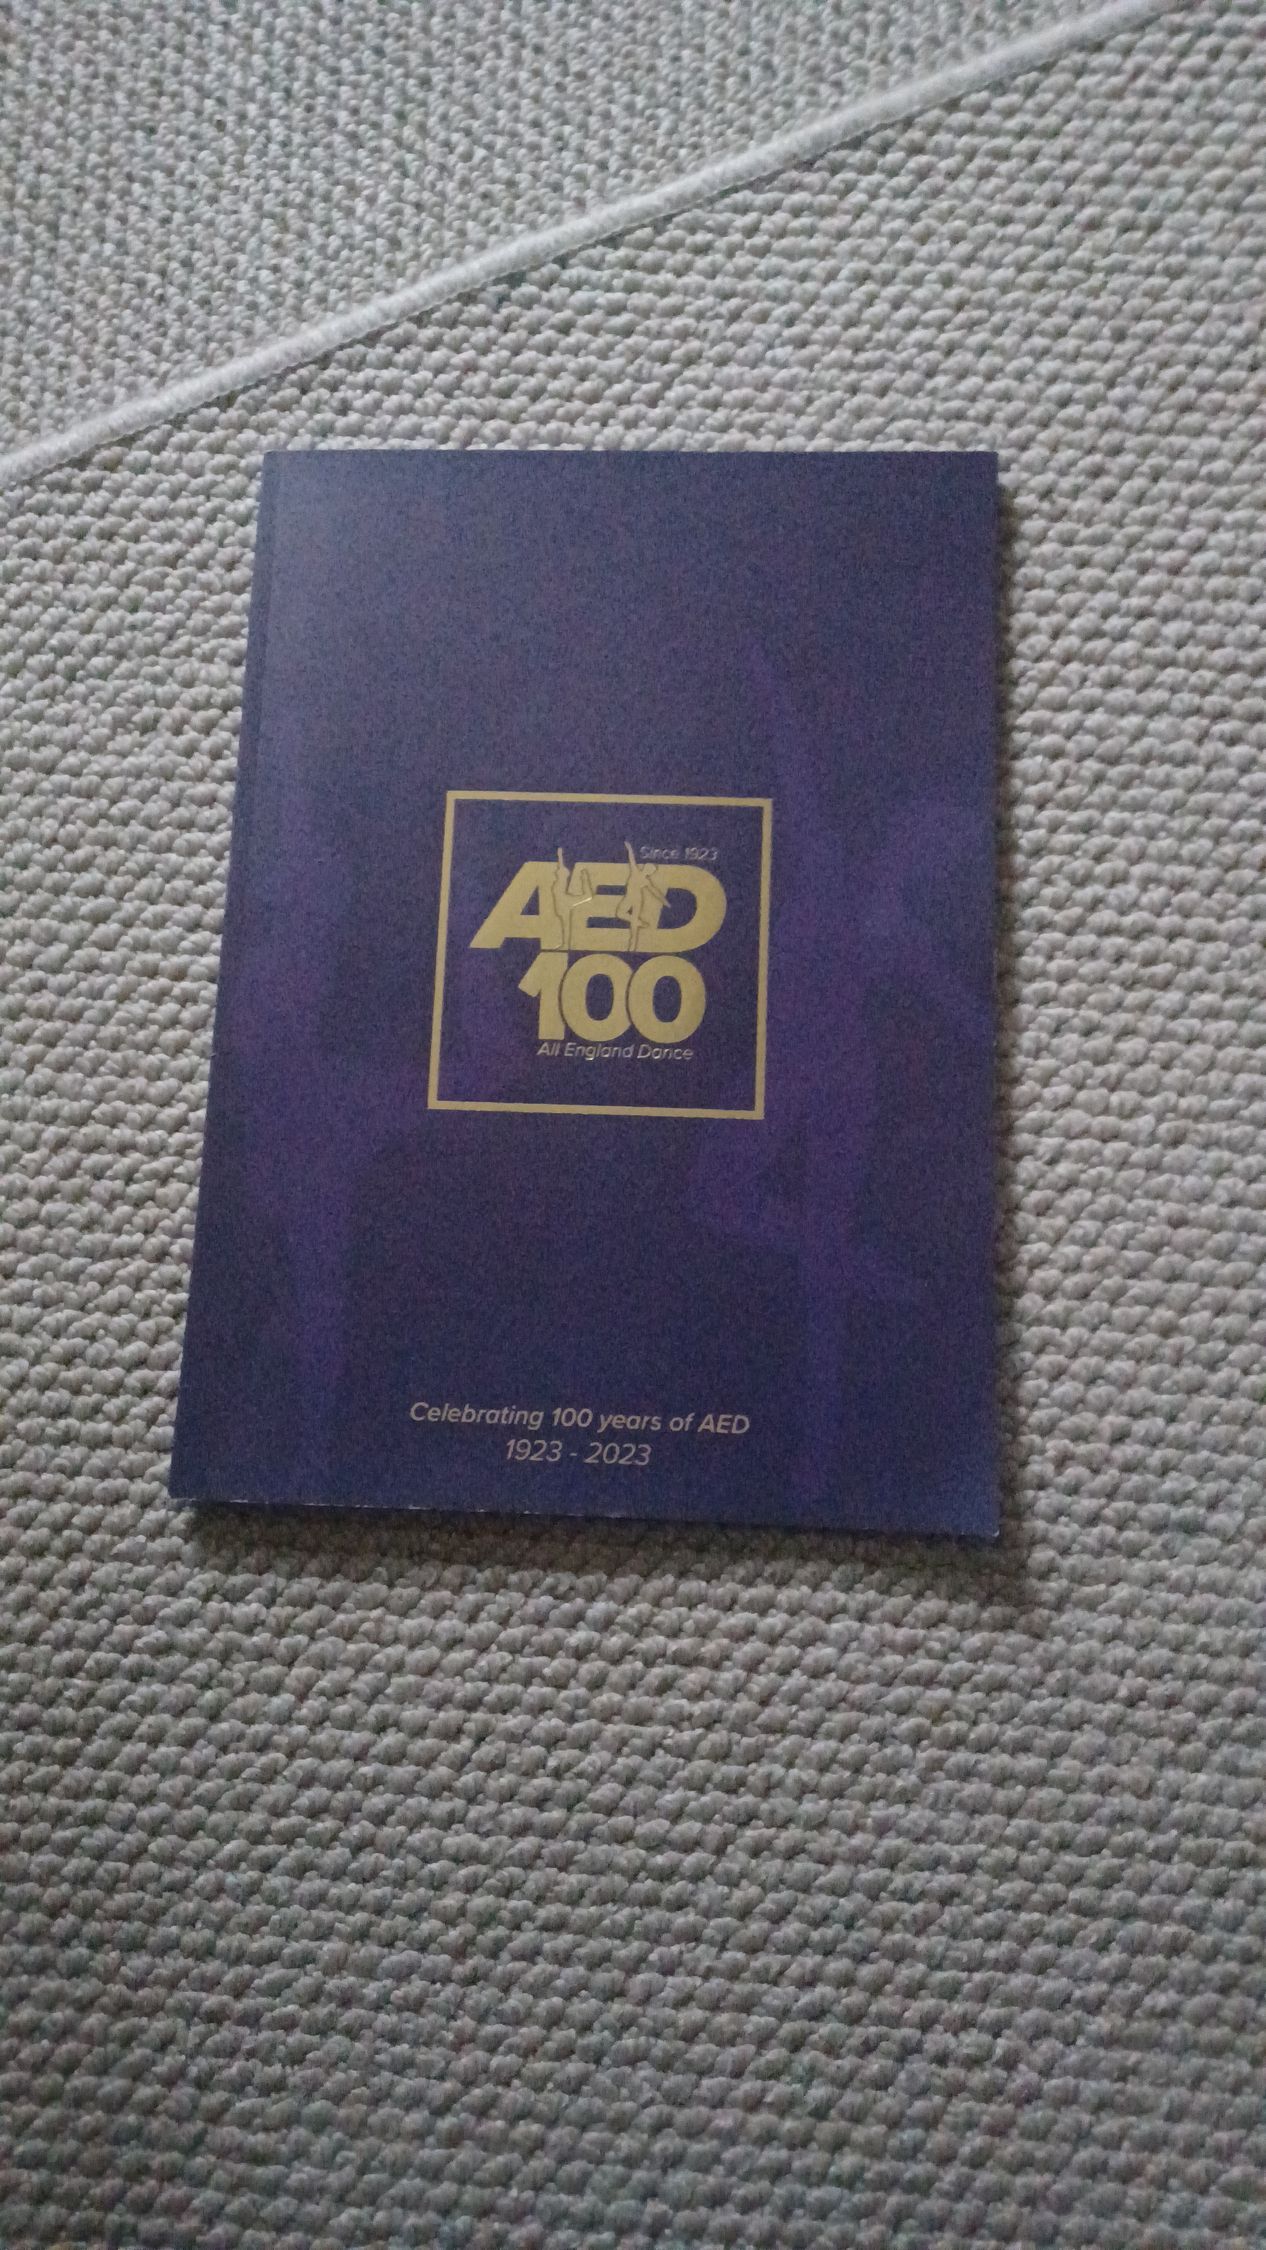 Since 1923
AED
100
All England Dance
Celebrating 100 years of AED
1923 - 2023